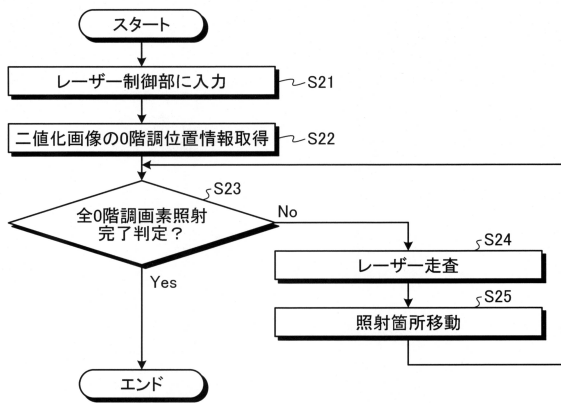 スタート
レーザー制御部に入力
S21
二値化画像の0階調位置情報取得
S22
S23
全0階調画素照射
完了判定？
No
Yes
S24
レーザー走査
S25
照射箇所移動
エンド